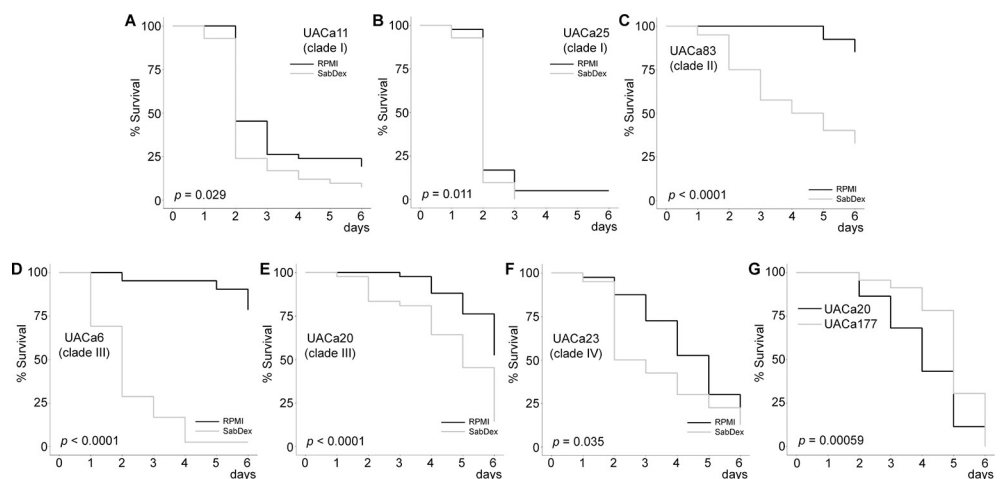 A
% Survival
100
75
50
25
0
UACa11
(clade I)
RPMI
SabDex
p = 0.029
0 1 2 3 4 5 6
days
B
% Survival
100
75
50
25
0
UACa25
(clade I)
RPMI
SabDex
p = 0.011
0 1 2 3 4 5 6
days
C
% Survival
100
75
50
25
0
UACa83
(clade II)
RPMI
SabDex
p < 0.0001
0 1 2 3 4 5 6
days
D
% Survival
100
75
50
25
0
UACa6
(clade III)
RPMI
SabDex
p < 0.0001
0 1 2 3 4 5 6
days
E
% Survival
100
75
50
25
0
UACa20
(clade III)
RPMI
SabDex
p < 0.0001
0 1 2 3 4 5 6
days
F
% Survival
100
75
50
25
0
UACa23
(clade IV)
RPMI
SabDex
p = 0.035
0 1 2 3 4 5 6
days
G
% Survival
100
75
50
25
0
UACa20
UACa177
p = 0.00059
0 1 2 3 4 5 6
days